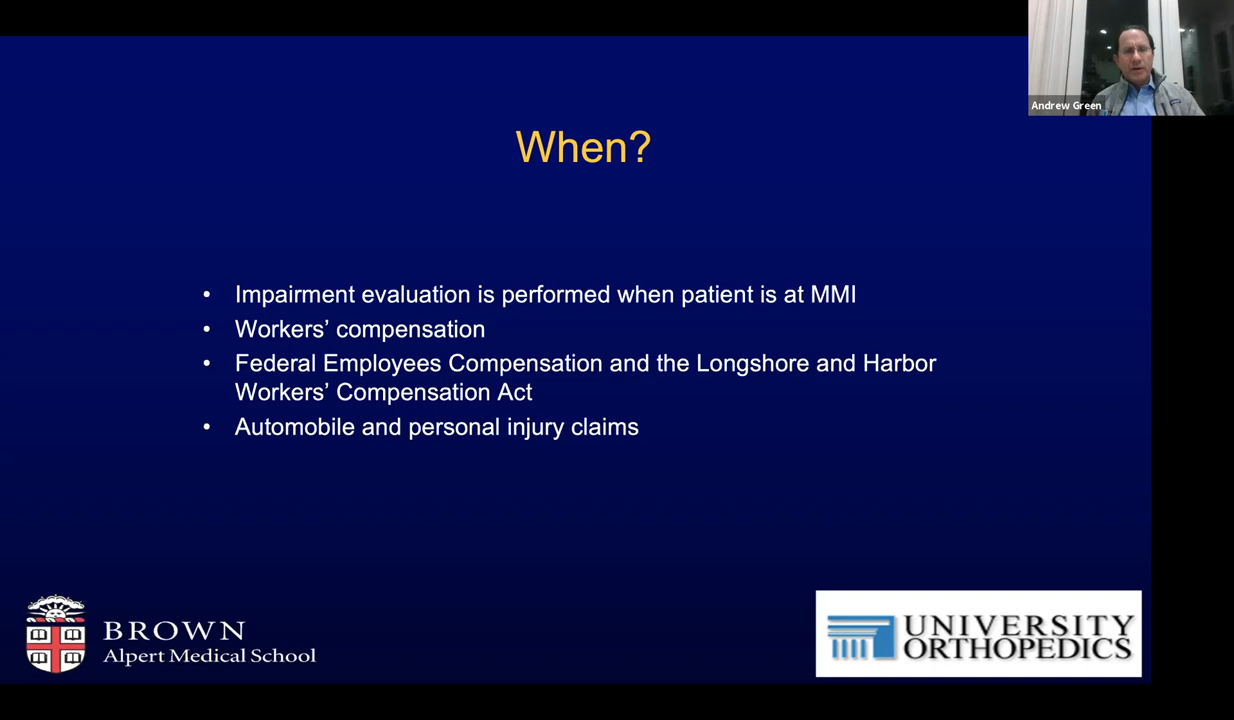 Andrew Green
When?
• Impairment evaluation is performed when patient is at MMI
• Workers’ compensation
• Federal Employees Compensation and the Longshore and Harbor
Workers’ Compensation Act
• Automobile and personal injury claims
BROWN
Alpert Medical School
UNIVERSITY
ORTHOPEDICS